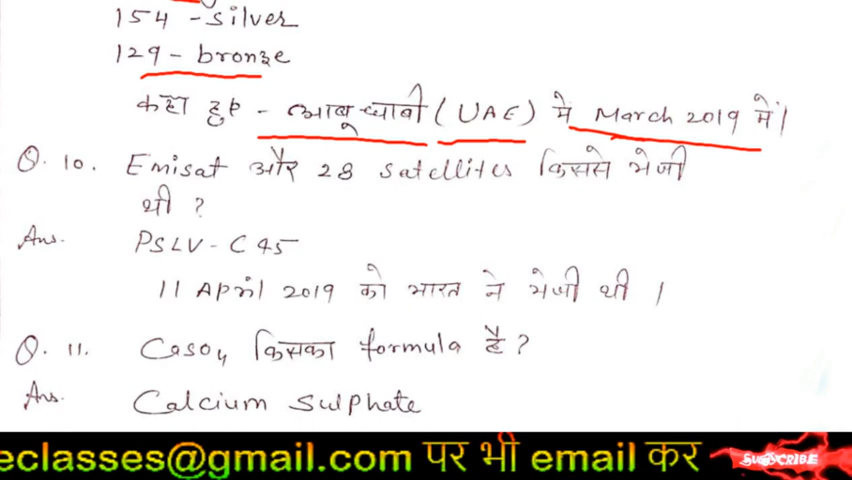 154 - Silver
129 - bronze
कहा हुए - आबूधाबी (UAE) में March 2019 में।
Q. 10. Emisat और 28 satellites किससे भेजी
थी ?
Ans. PSLV - C 45
11 April 2019 को भारत ने भेजी थी ।
Q. 11. CaSO4 किसका formula है ?
Ans. Calcium Sulphate
eclasses@gmail.com पर भी email कर
SUBSCRIBE